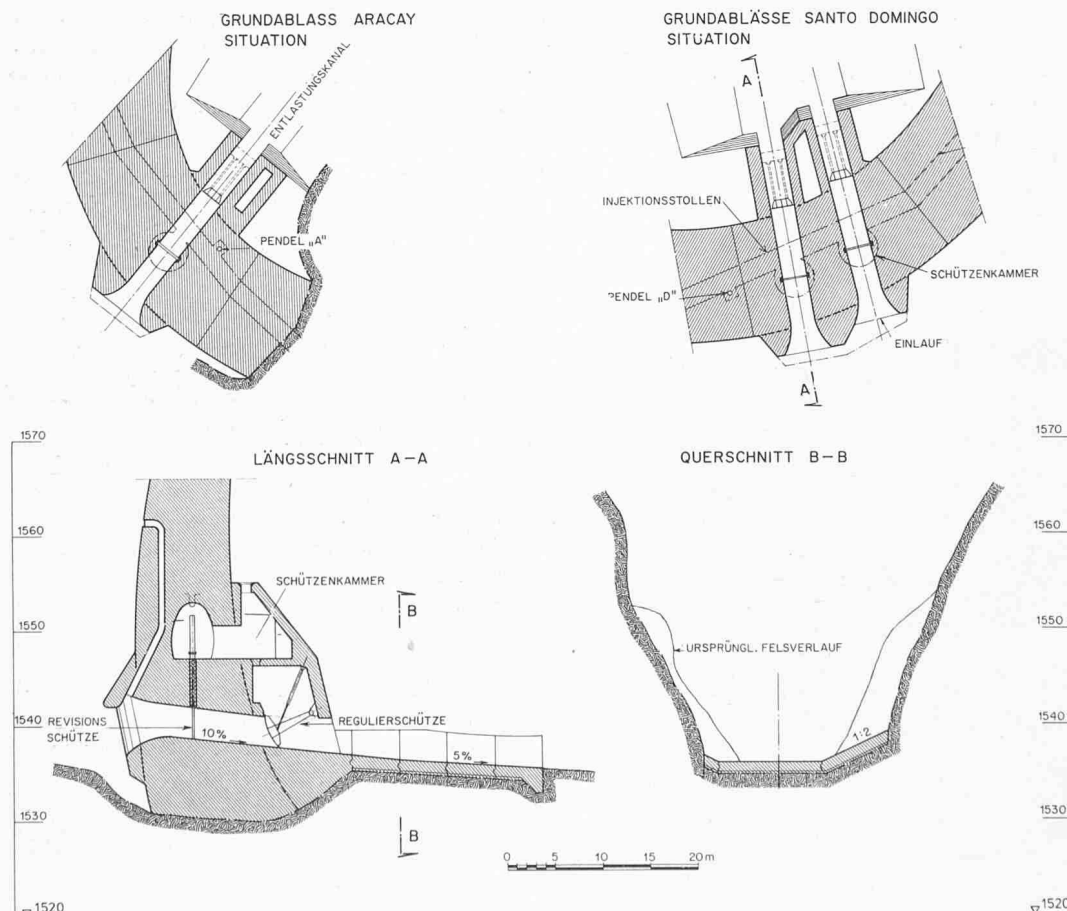 GRUNDABLASS ARACAY
SITUATION
ENTLASTUNGSKANAL
PENDEL „A"
GRUNDABLÄSSE SANTO DOMINGO
SITUATION
A
INJEKTIONSSTOLLEN
SCHÜTZENKAMMER
PENDEL „D"
EINLAUF
A
LÄNGSSCHNITT A–A
1570
1560
1550
1540
1530
1520
SCHÜTZENKAMMER
B
REVISIONS
SCHÜTZE
10%
REGULIERSCHÜTZE
5%
B
QUERSCHNITT B–B
URSPRÜNGL. FELSVERLAUF
1:2
1570
1560
1550
1540
1530
1520
0 5 10 15 20 m